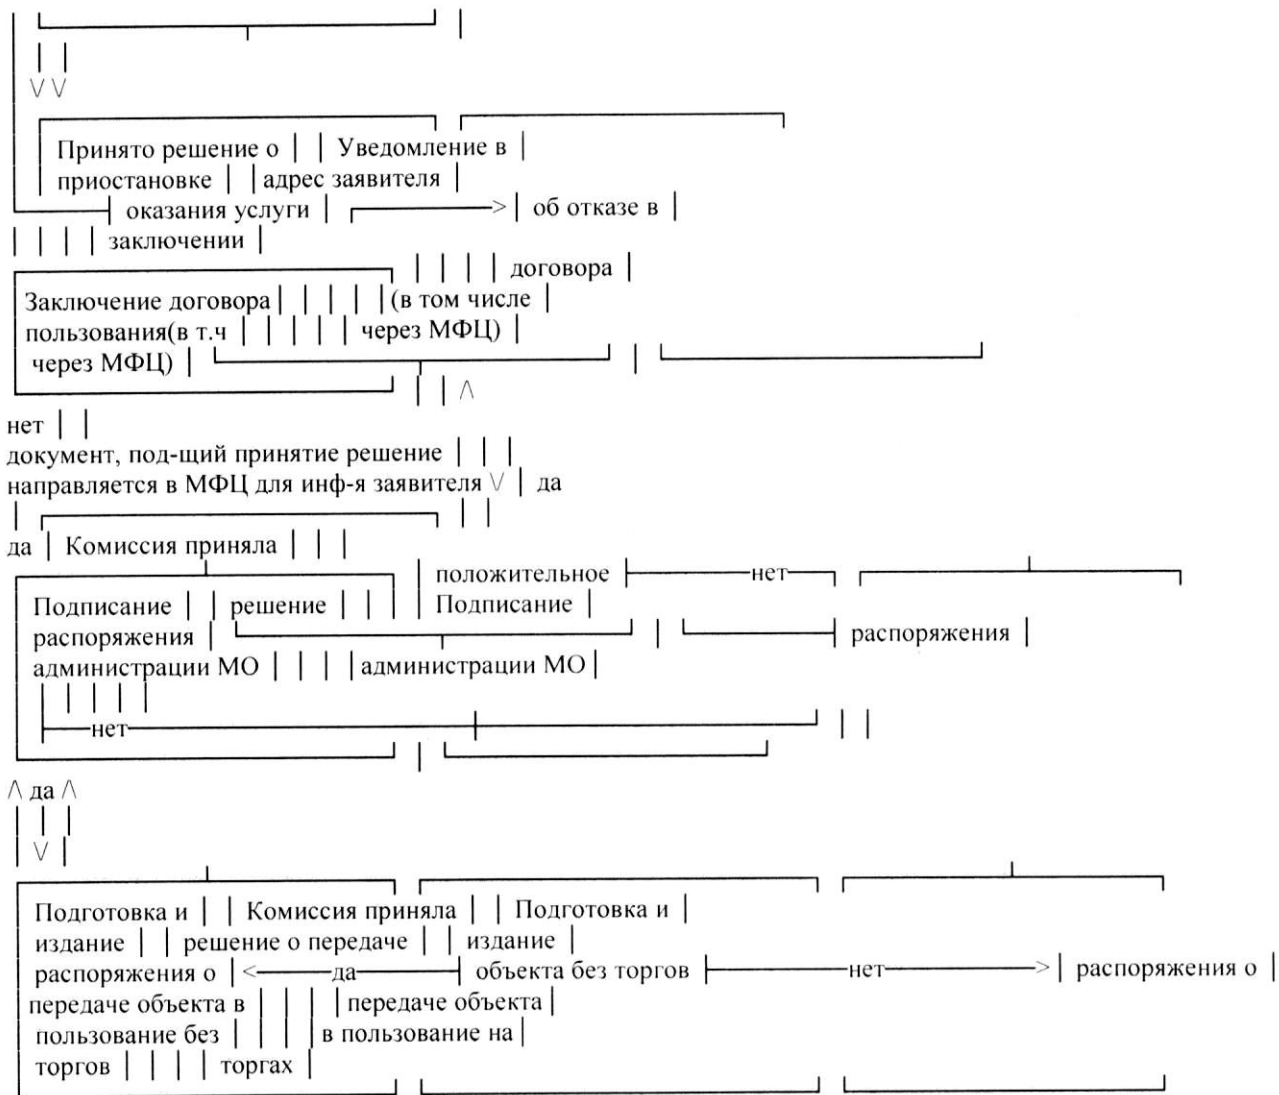 Принято решение о | | Уведомление в |
приостановке | | адрес заявителя |
оказания услуги | > | об отказе в |
| | | | заключении |
| | | | договора |
Заключение договора | | | | | (в том числе |
пользования(в т.ч | | | | | через МФЦ) |
через МФЦ) |
нет | |
документ, под-щий принятие решение | | |
направляется в МФЦ для инф-я заявителя \/ | да
да | Комиссия приняла | | |
положительное нет
Подписание | | решение | | | | Подписание |
распоряжения | распоряжения |
администрации МО | | | | администрации МО |
нет
/\ да /\
| \/ |
Подготовка и | | Комиссия приняла | | Подготовка и |
издание | | решение о передаче | | издание |
распоряжения о | < да объекта без торгов нет > | распоряжения о |
передаче объекта в | | | | передаче объекта |
пользование без | | | | в пользование на |
торгов | | | | торгах |